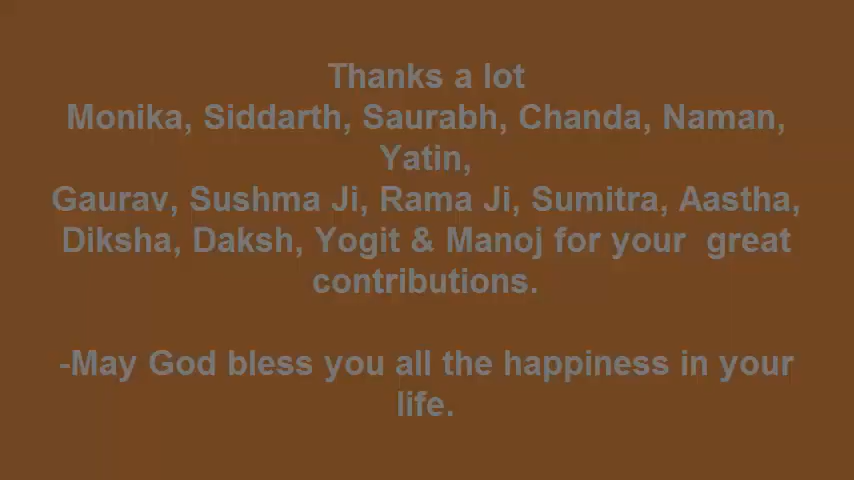 Thanks a lot
Monika, Siddarth, Saurabh, Chanda, Naman,
Yatin,
Gaurav, Sushma Ji, Rama Ji, Sumitra, Aastha,
Diksha, Daksh, Yogit & Manoj for your  great
contributions.
-May God bless you all the happiness in your
life.